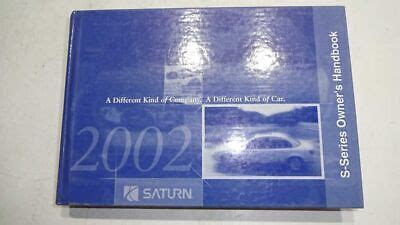 A Different Kind of Company. A Different Kind of Car.
2002
SATURN
S-Series Owner's Handbook